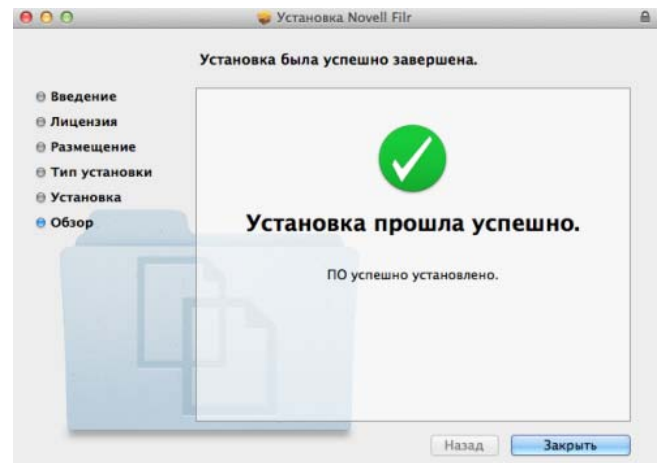 Установка Novell Filr
Установка была успешно завершена.
Введение
Лицензия
Размещение
Тип установки
Установка
Обзор
Установка прошла успешно.
ПО успешно установлено.
Назад
Закрыть